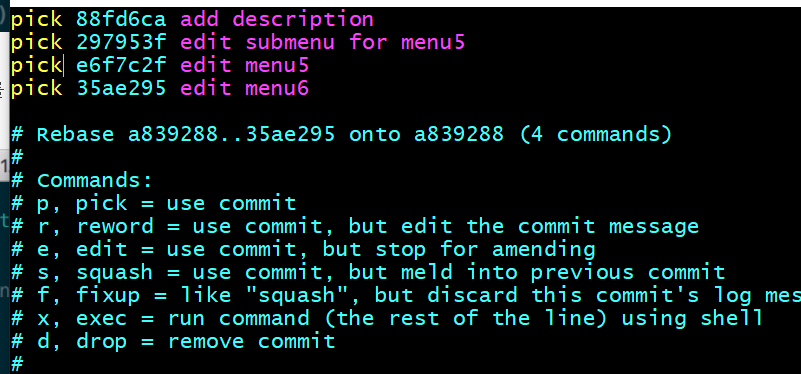 pick 88fd6ca add description
pick 297953f edit submenu for menu5
pick e6f7c2f edit menu5
pick 35ae295 edit menu6
# Rebase a839288..35ae295 onto a839288 (4 commands)
#
# Commands:
# p, pick = use commit
# r, reword = use commit, but edit the commit message
# e, edit = use commit, but stop for amending
# s, squash = use commit, but meld into previous commit
# f, fixup = like "squash", but discard this commit's log mes
# x, exec = run command (the rest of the line) using shell
# d, drop = remove commit
#